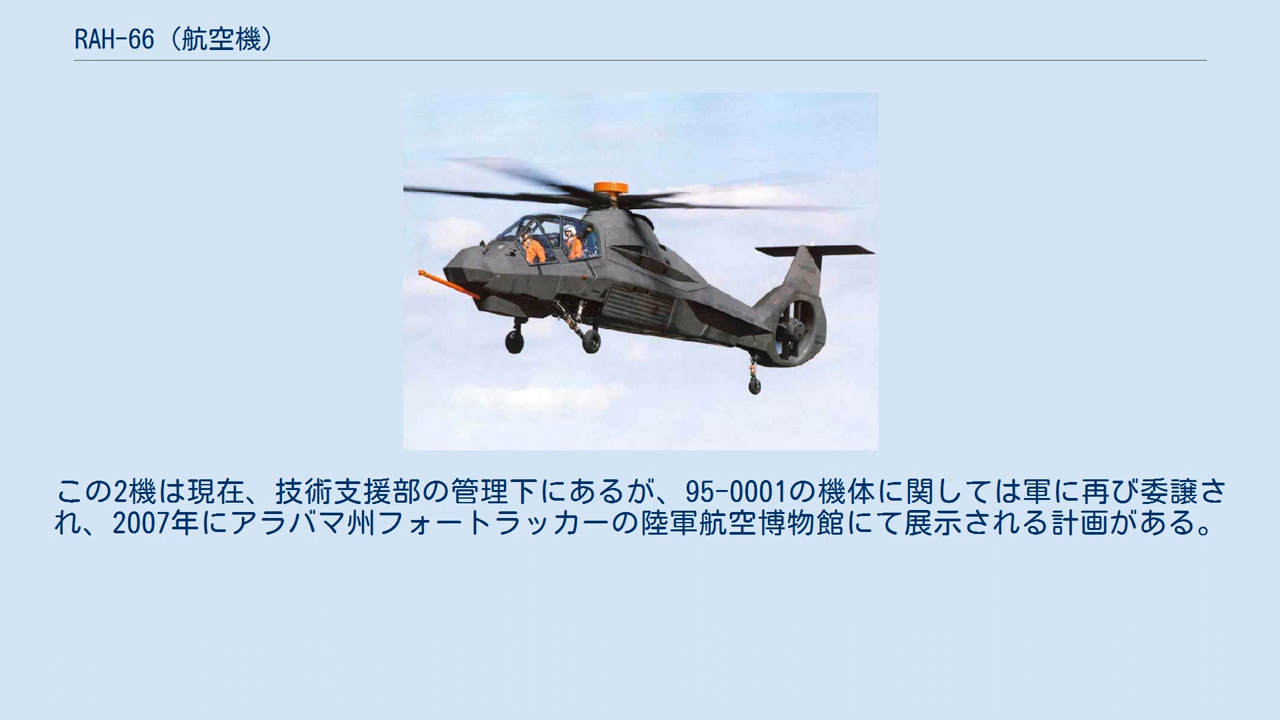 RAH-66（航空機）
この2機は現在、技術支援部の管理下にあるが、95-0001の機体に関しては軍に再び委譲さ
れ、2007年にアラバマ州フォートラッカーの陸軍航空博物館にて展示される計画がある。